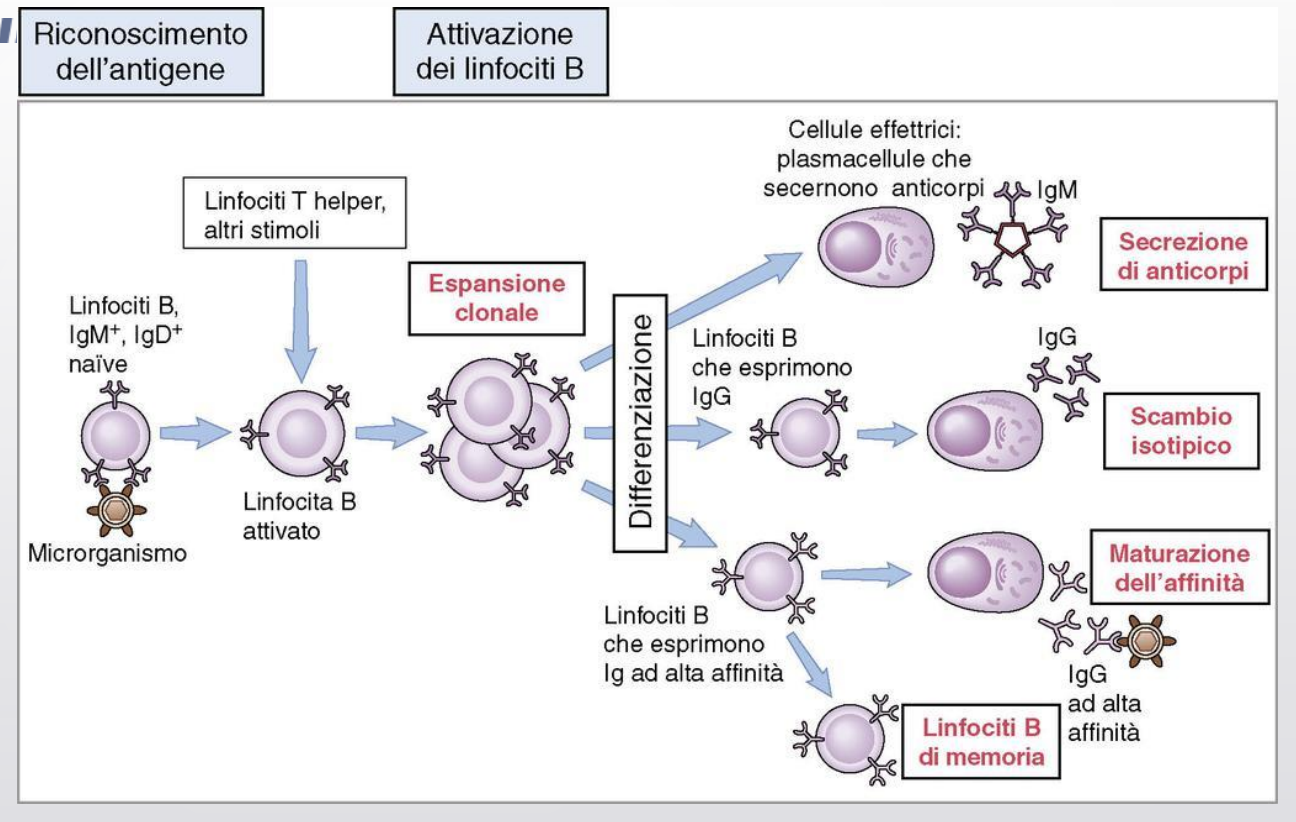 Riconoscimento
dell'antigene
Attivazione
dei linfociti B
Linfociti T helper,
altri stimoli
Linfociti B,
IgM+, IgD+
naïve
Microrganismo
Linfocita B
attivato
Espansione
clonale
Differenziazione
Cellule effettrici:
plasmacellule che
secernono anticorpi
IgM
Secrezione
di anticorpi
Linfociti B
che esprimono
IgG
IgG
Scambio
isotipico
Linfociti B
che esprimono
Ig ad alta affinità
Maturazione
dell'affinità
IgG
ad alta
affinità
Linfociti B
di memoria